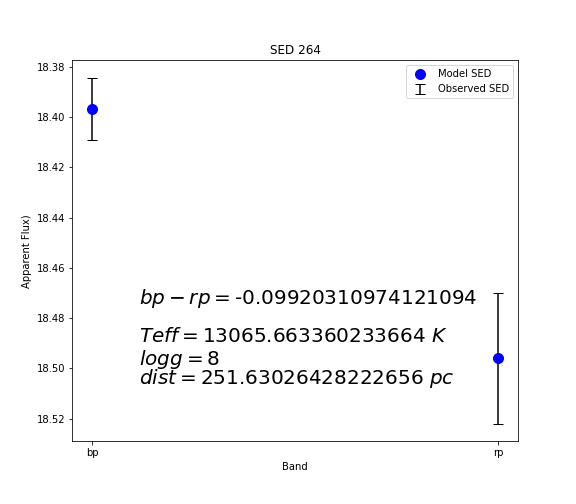 SED 264
18.38
18.40
18.42
18.44
18.46
18.48
18.50
18.52
Apparent Flux)
Model SED
Observed SED
bp − rp = -0.09920310974121094
Teff = 13065.663360233664 K
logg = 8
dist = 251.63026428222656 pc
bp
rp
Band